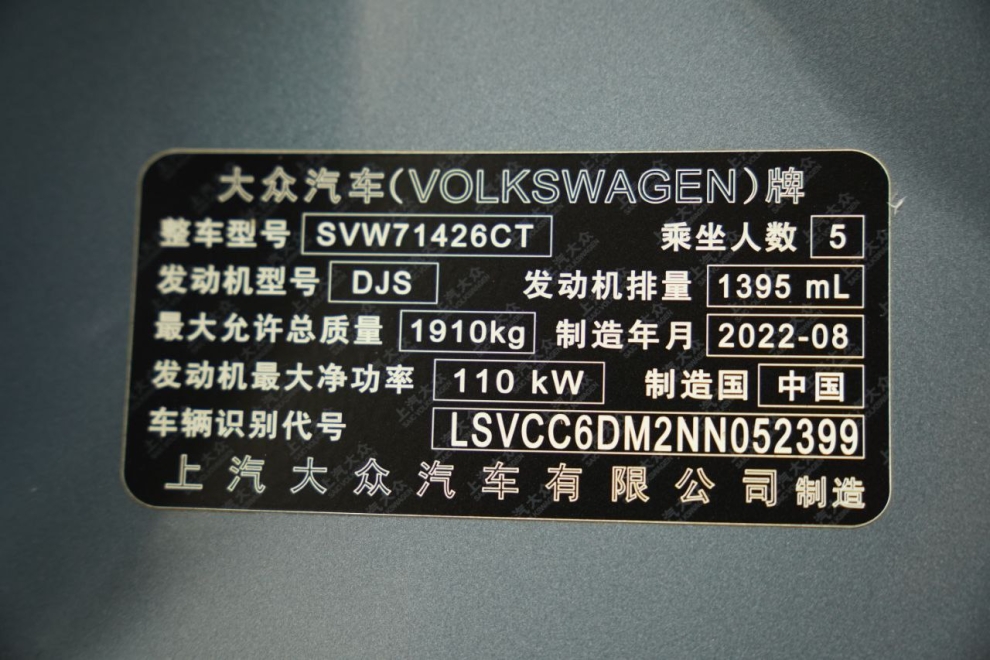 大众汽车(VOLKSWAGEN)牌
整车型号 SVW71426CT 乘坐人数 5
发动机型号 DJS 发动机排量 1395 mL
最大允许总质量 1910kg 制造年月 2022-08
发动机最大净功率 110 kW 制造国 中国
车辆识别代号 LSVCC6DM2NN052399
上汽大众汽车有限公司 制造